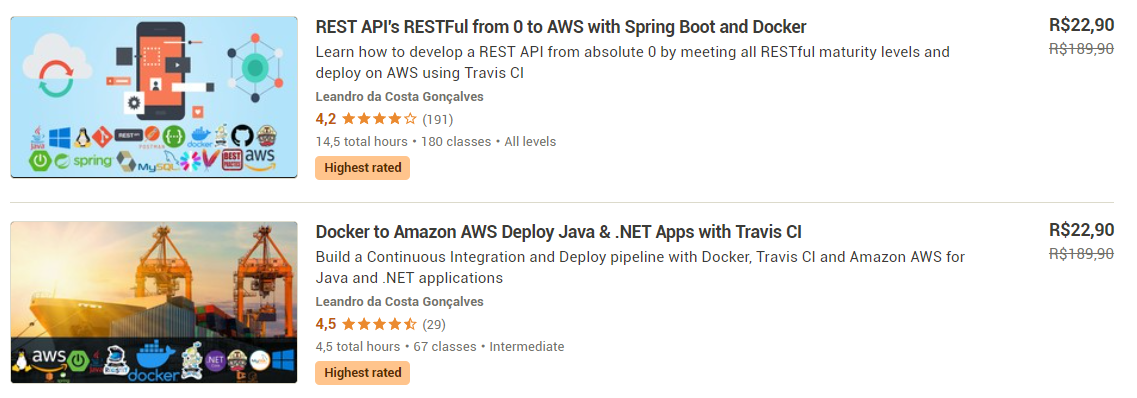 REST API's RESTFul from 0 to AWS with Spring Boot and Docker
R$22,90
Learn how to develop a REST API from absolute 0 by meeting all RESTful maturity levels and
R$189,90
deploy on AWS using Travis CI
Leandro da Costa Gonçalves
4,2 (191)
14,5 total hours • 180 classes • All levels
Highest rated
Java
REST
POSTMAN
docker
spring
MySQL
BEST PRACTICE
aws
Docker to Amazon AWS Deploy Java & .NET Apps with Travis CI
R$22,90
Build a Continuous Integration and Deploy pipeline with Docker, Travis CI and Amazon AWS for
R$189,90
Java and .NET applications
Leandro da Costa Gonçalves
4,5 (29)
4,5 total hours • 67 classes • Intermediate
Highest rated
aws
docker
.NET